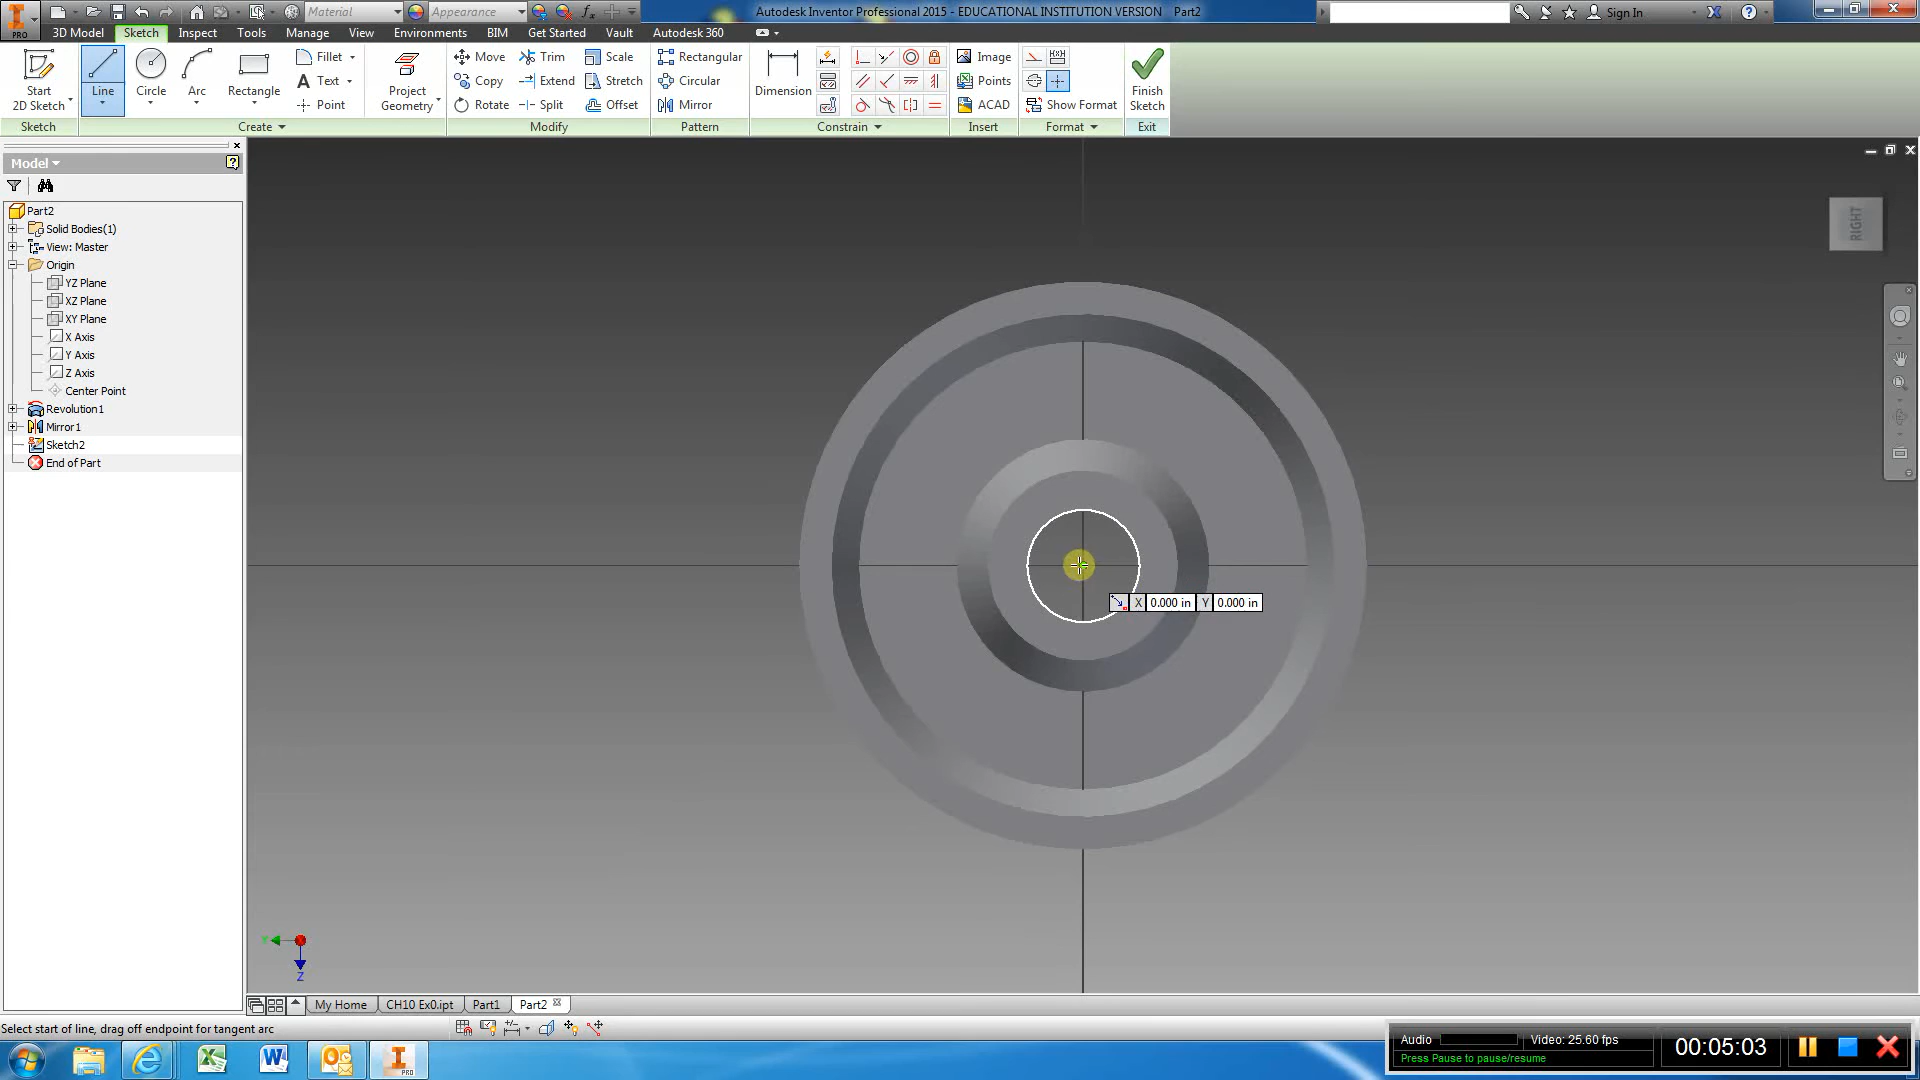 Material
Appearance
Autodesk Inventor Professional 2015 - EDUCATIONAL INSTITUTION VERSION Part2
Sign In
PRO
3D Model
Sketch
Inspect
Tools
Manage
View
Environments
BIM
Get Started
Vault
Autodesk 360
Start
2D Sketch
Line
Circle
Arc
Rectangle
Fillet
Text
Point
Project
Geometry
Move
Copy
Rotate
Trim
Extend
Split
Scale
Stretch
Offset
Rectangular
Circular
Mirror
Dimension
Image
Points
ACAD
Show Format
Finish
Sketch
Sketch
Create
Modify
Pattern
Constrain
Insert
Format
Exit
Model
Part2
Solid Bodies(1)
View: Master
Origin
YZ Plane
XZ Plane
XY Plane
X Axis
Y Axis
Z Axis
Center Point
Revolution1
Mirror1
Sketch2
End of Part
RIGHT
X 0.000 in Y 0.000 in
Z
My Home
CH10 Ex0.ipt
Part1
Part2
Select start of line, drag off endpoint for tangent arc
Audio
Video: 25.60 fps
Press Pause to pause/resume
00:05:03
PRO